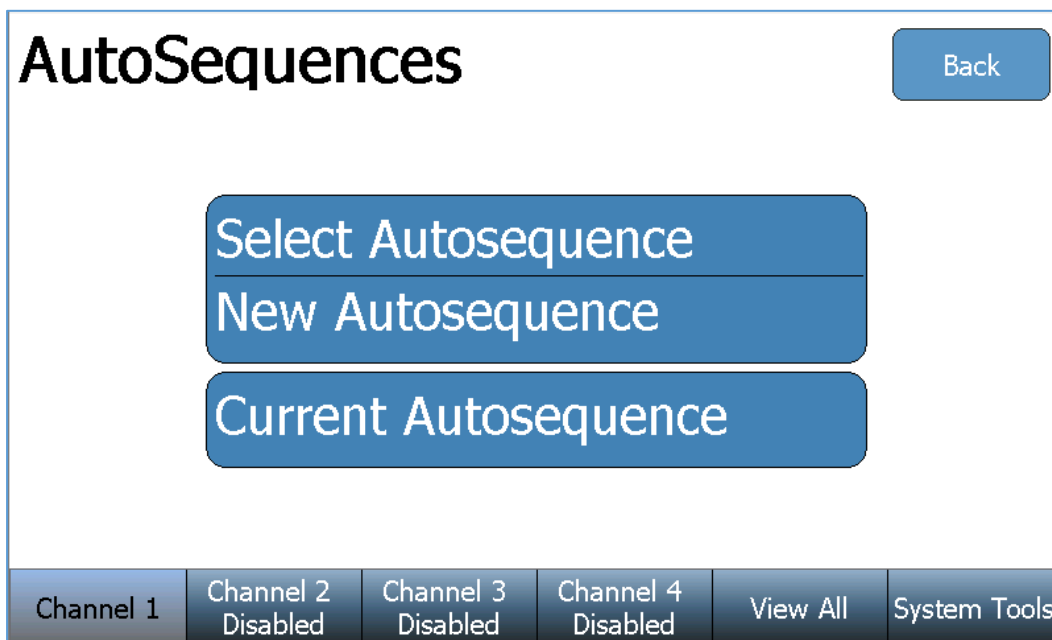 AutoSequences
Back
Select Autosequence
New Autosequence
Current Autosequence
Channel 1
Channel 2
Disabled
Channel 3
Disabled
Channel 4
Disabled
View All
System Tools